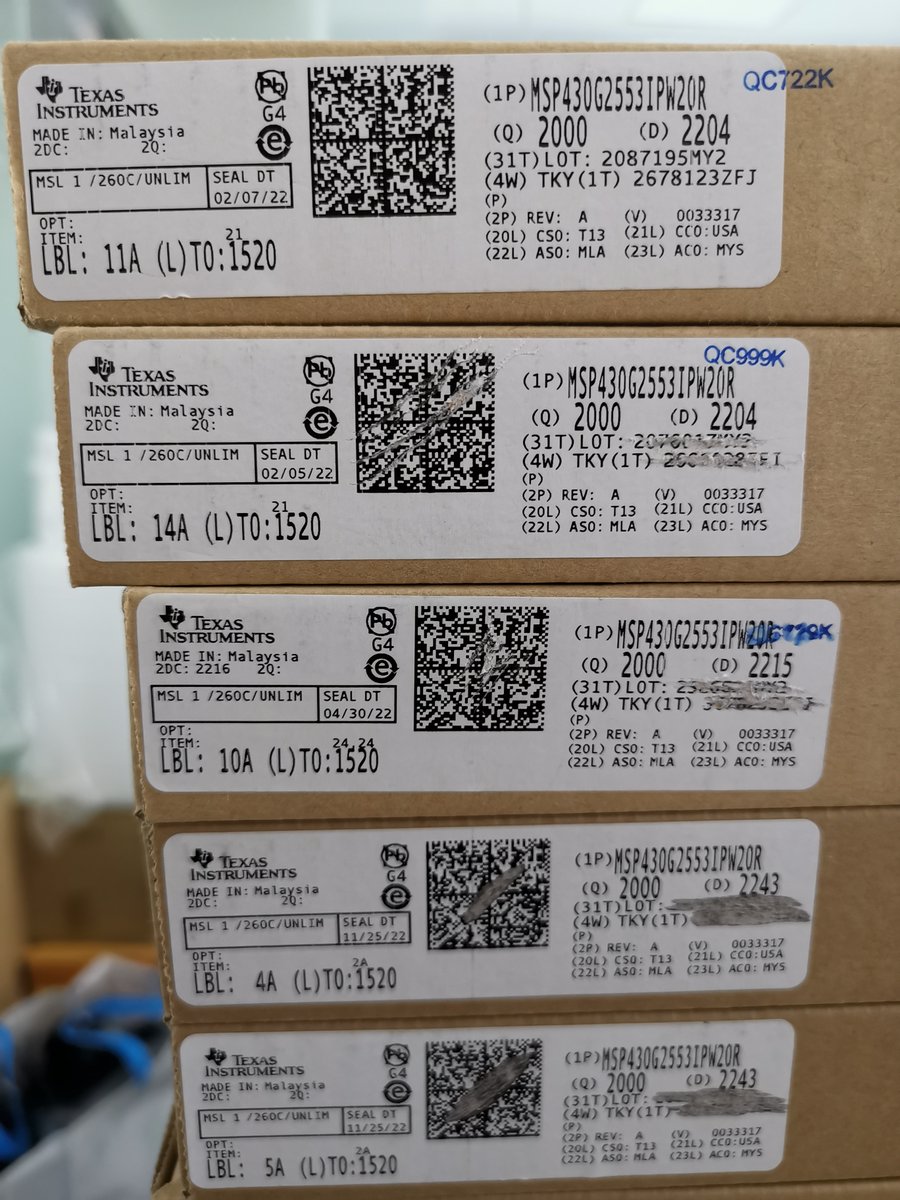 TEXAS INSTRUMENTS
MADE IN: Malaysia
2DC: 2Q:
MSL 1 /260C/UNLIM
SEAL DT
02/07/22
OPT:
ITEM:
21
LBL: 11A (L)TO:1520
Pb
G4
e
QC722K
(1P)MSP430G2553IPW20R
(Q) 2000 (D) 2204
(31T)LOT: 2087195MY2
(4W) TKY(1T) 2678123ZFJ
(P)
(2P) REV: A (V) 0033317
(20L) CSO: T13 (21L) CCO:USA
(22L) ASO: MLA (23L) ACO: MYS
TEXAS INSTRUMENTS
MADE IN: Malaysia
2DC: 2Q:
MSL 1 /260C/UNLIM
SEAL DT
02/05/22
OPT:
ITEM:
21
LBL: 14A (L)TO:1520
Pb
G4
e
QC999K
(1P)MSP430G2553IPW20R
(Q) 2000 (D) 2204
(31T)LOT:
(4W) TKY(1T)
(P)
(2P) REV: A (V) 0033317
(20L) CSO: T13 (21L) CCO:USA
(22L) ASO: MLA (23L) ACO: MYS
TEXAS INSTRUMENTS
MADE IN: Malaysia
2DC: 2216 2Q:
MSL 1 /260C/UNLIM
SEAL DT
04/30/22
OPT:
ITEM:
24 24
LBL: 10A (L)TO:1520
Pb
G4
e
(1P)MSP430G2553IPW20R
(Q) 2000 (D) 2215
(31T)LOT:
(4W) TKY(1T)
(P)
(2P) REV: A (V) 0033317
(20L) CSO: T13 (21L) CCO:USA
(22L) ASO: MLA (23L) ACO: MYS
TEXAS INSTRUMENTS
MADE IN: Malaysia
2DC: 2Q:
MSL 1 /260C/UNLIM
SEAL DT
11/25/22
OPT:
ITEM:
2A
LBL: 4A (L)TO:1520
Pb
G4
e
(1P)MSP430G2553IPW20R
(Q) 2000 (D) 2243
(31T)LOT:
(4W) TKY(1T)
(P)
(2P) REV: A (V) 0033317
(20L) CSO: T13 (21L) CCO:USA
(22L) ASO: MLA (23L) ACO: MYS
TEXAS INSTRUMENTS
MADE IN: Malaysia
2DC: 2Q:
MSL 1 /260C/UNLIM
SEAL DT
11/25/22
OPT:
ITEM:
2A
LBL: 5A (L)TO:1520
Pb
G4
e
(1P)MSP430G2553IPW20R
(Q) 2000 (D) 2243
(31T)LOT:
(4W) TKY(1T)
(P)
(2P) REV: A (V) 0033317
(20L) CSO: T13 (21L) CCO:USA
(22L) ASO: MLA (23L) ACO: MYS